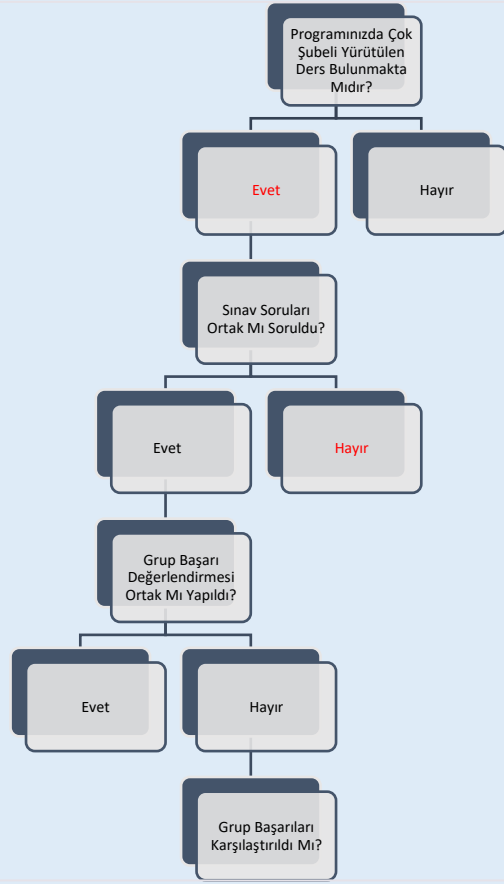 Programınızda Çok
Şubeli Yürütülen
Ders Bulunmakta
Mıdır?
Evet
Hayır
Sınav Soruları
Ortak Mı Soruldu?
Evet
Hayır
Grup Başarı
Değerlendirmesi
Ortak Mı Yapıldı?
Evet
Hayır
Grup Başarıları
Karşılaştırıldı Mı?